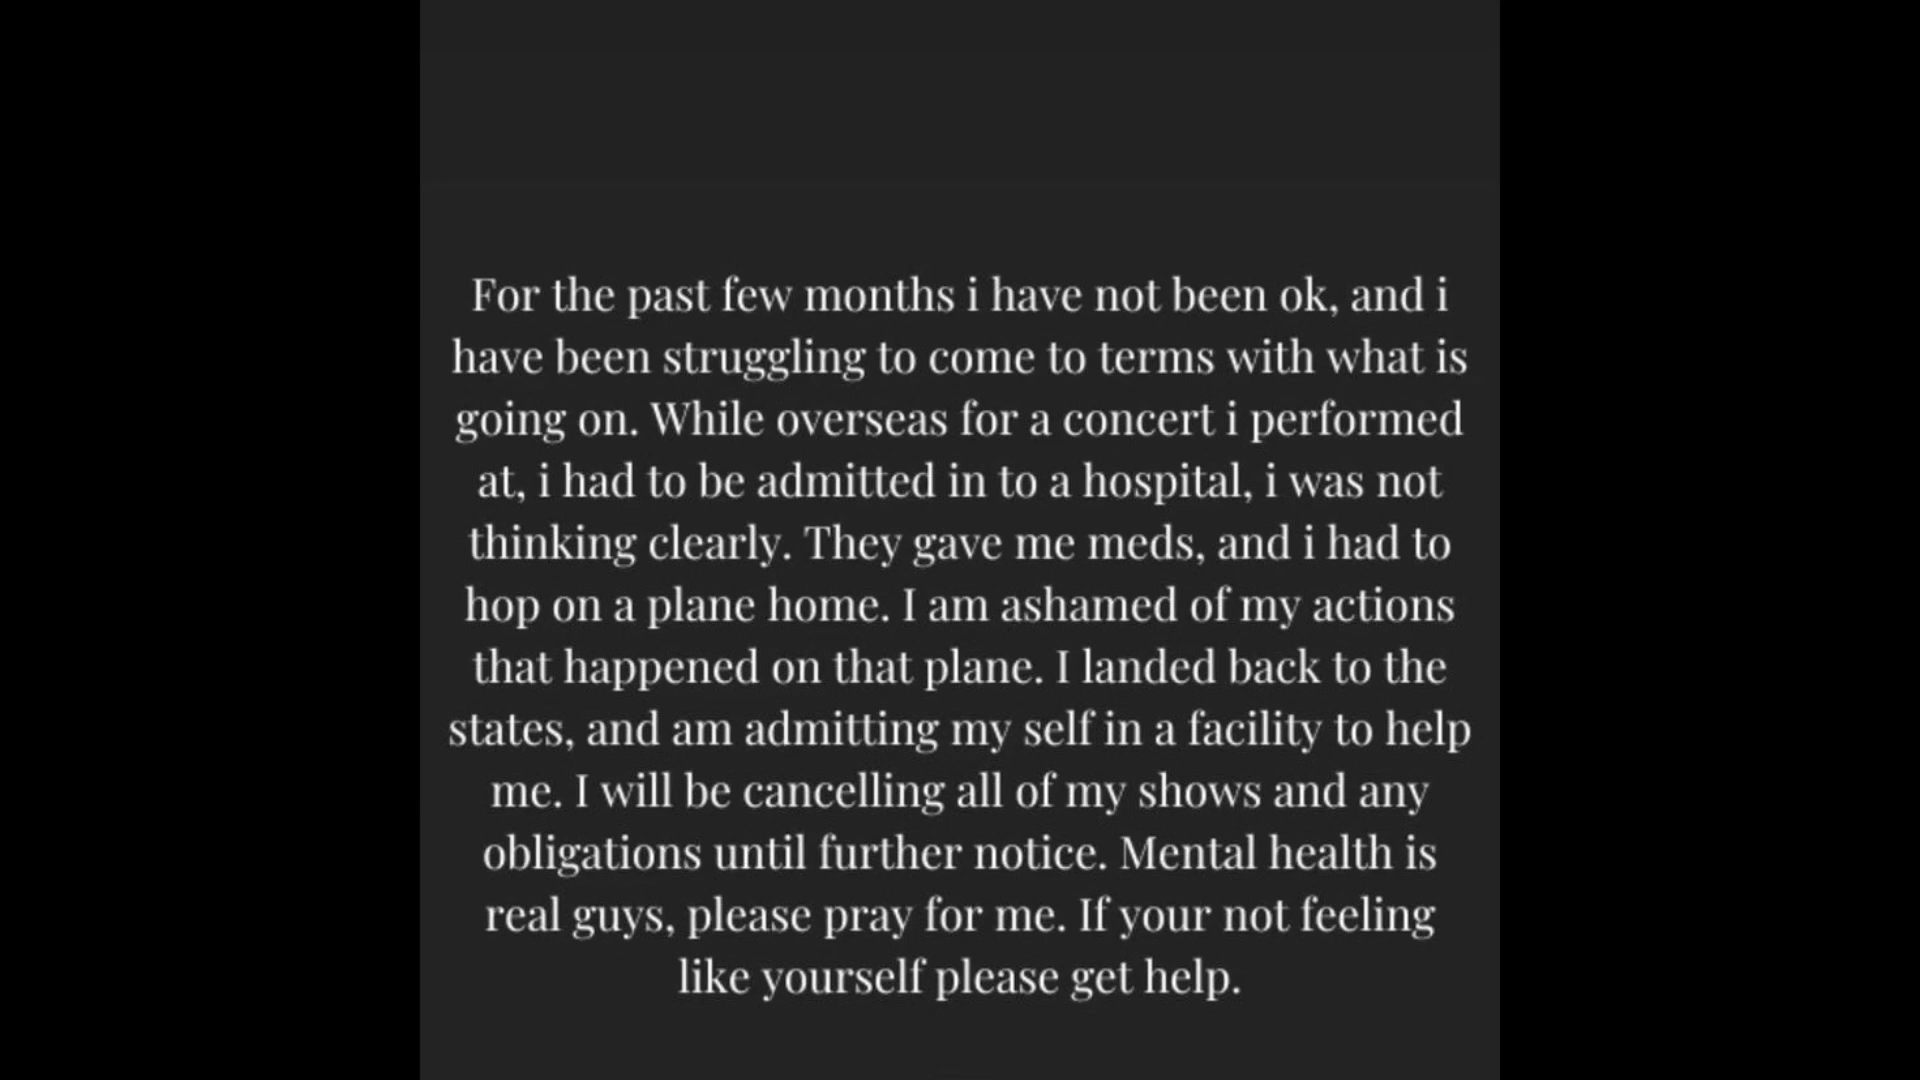 For the past few months i have not been ok, and i
have been struggling to come to terms with what is
going on. While overseas for a concert i performed
at, i had to be admitted in to a hospital, i was not
thinking clearly. They gave me meds, and i had to
hop on a plane home. I am ashamed of my actions
that happened on that plane. I landed back to the
states, and am admitting my self in a facility to help
me. I will be cancelling all of my shows and any
obligations until further notice. Mental health is
real guys, please pray for me. If your not feeling
like yourself please get help.